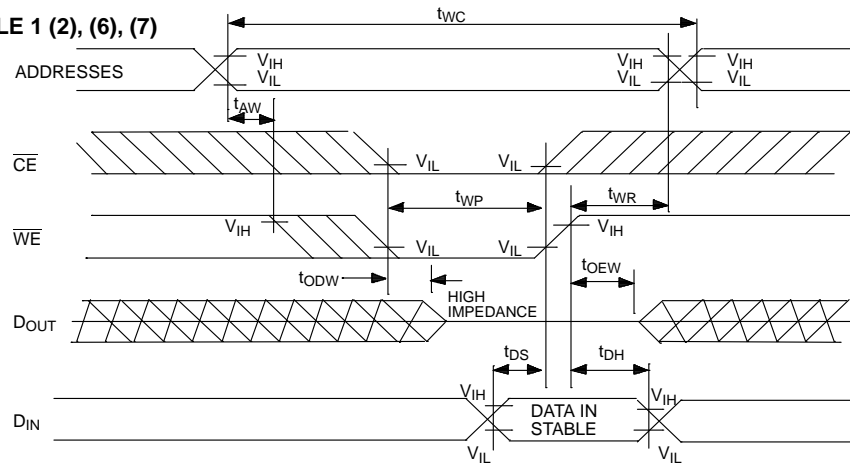 LE 1 (2), (6), (7)
tWC
ADDRESSES
VIH
VIL
VIH
VIL
VIH
VIL
tAW
CE
VIL
VIL
tWP
tWR
WE
VIH
VIL
VIL
VIH
tODW
tOEW
DOUT
HIGH
IMPEDANCE
tDS
tDH
DIN
VIH
VIL
DATA IN
STABLE
VIH
VIL